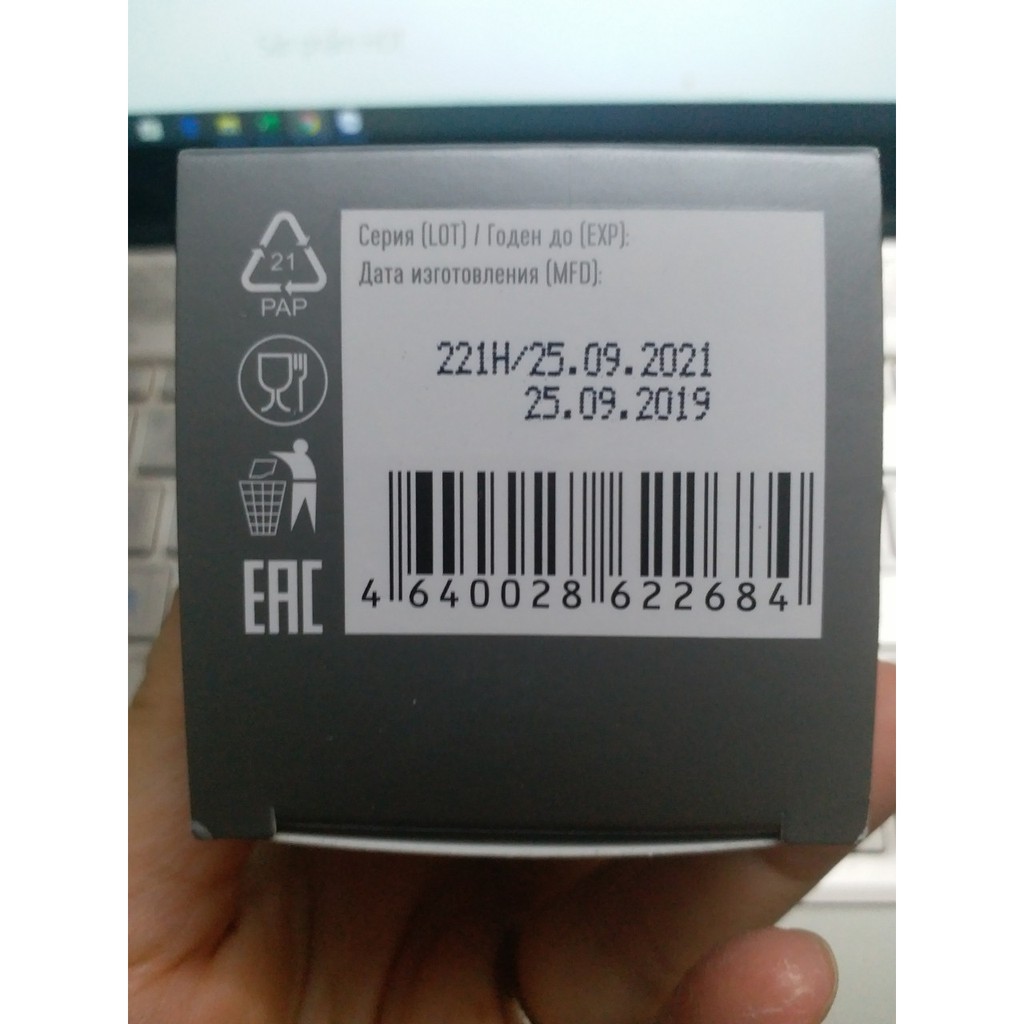 21
PAP
EAC
Серия (LOT) / Годен до (EXP):
Дата изготовления (MFD):
221H/25.09.2021
25.09.2019
4 640028 622684